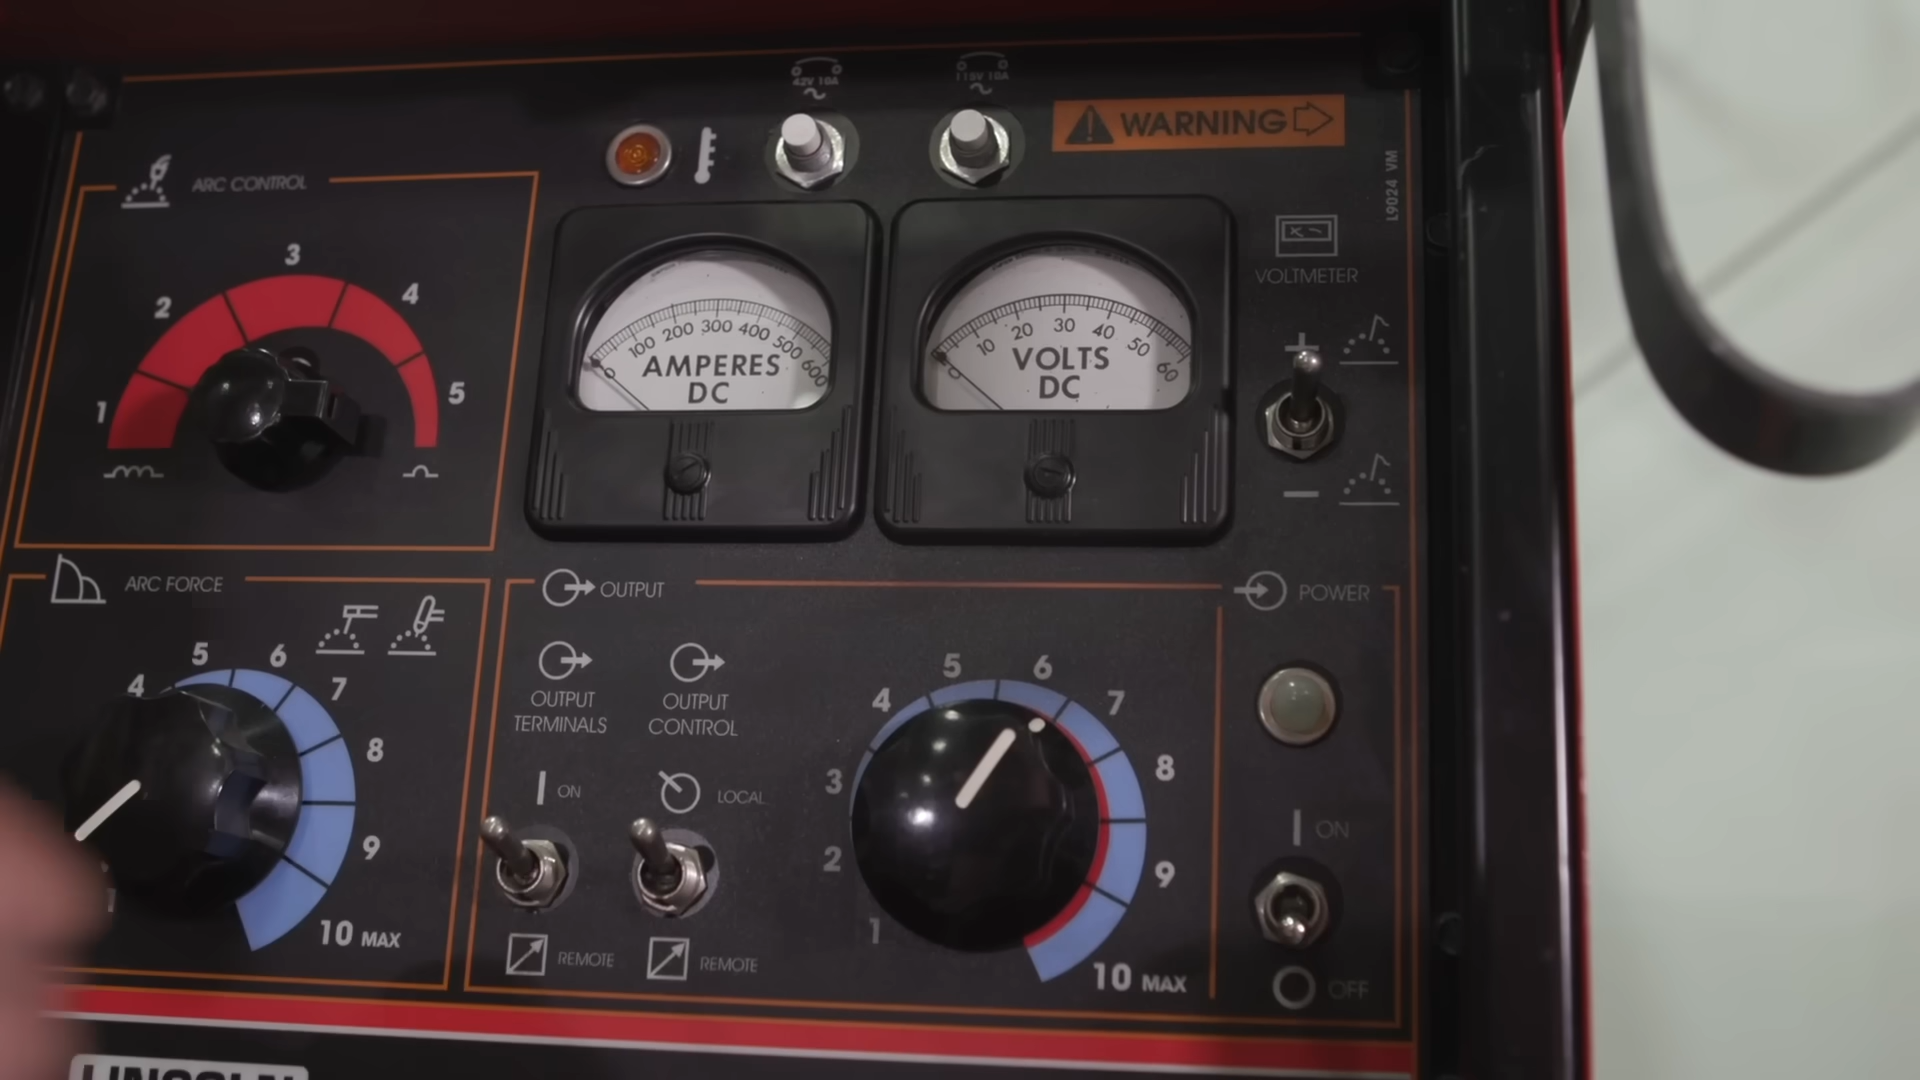 42V 10A
115V 10A
WARNING
L9024 VM
ARC CONTROL
1
2
3
4
5
0
100
200
300
400
500
600
AMPERES
DC
0
10
20
30
40
50
60
VOLTS
DC
VOLTMETER
+
−
ARC FORCE
4
5
6
7
8
9
10 MAX
OUTPUT
OUTPUT
TERMINALS
ON
REMOTE
OUTPUT
CONTROL
LOCAL
REMOTE
1
2
3
4
5
6
7
8
9
10 MAX
POWER
ON
OFF
LINCOLN